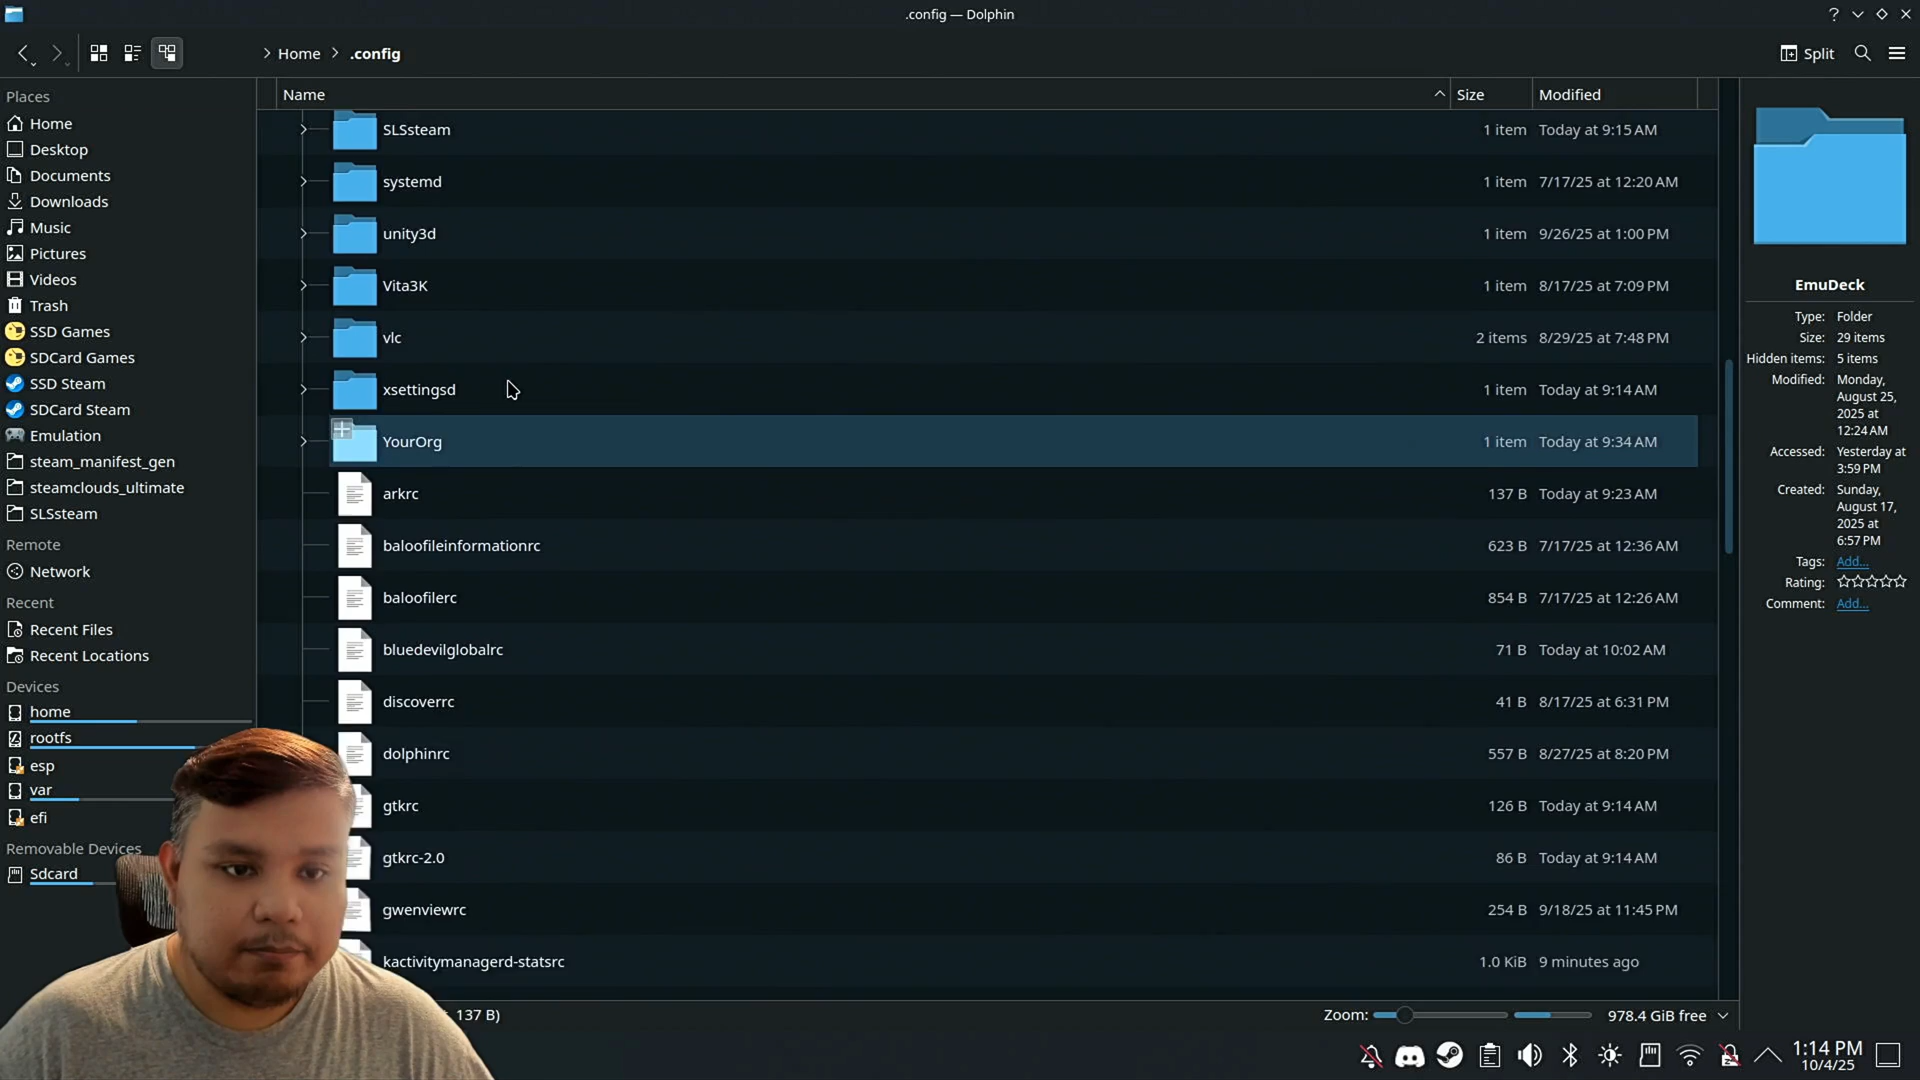 .config — Dolphin
Home
.config
Split
Places
Home
Desktop
Documents
Downloads
Music
Pictures
Videos
Trash
SSD Games
SDCard Games
SSD Steam
SDCard Steam
Emulation
steam_manifest_gen
steamclouds_ultimate
SLSsteam
Remote
Network
Recent
Recent Files
Recent Locations
Devices
home
rootfs
esp
var
efi
Removable Devices
Sdcard
Name Size Modified
SLSsteam 1 item Today at 9:15 AM
systemd 1 item 7/17/25 at 12:20 AM
unity3d 1 item 9/26/25 at 1:00 PM
Vita3K 1 item 8/17/25 at 7:09 PM
vlc 2 items 8/29/25 at 7:48 PM
xsettingsd 1 item Today at 9:14 AM
YourOrg 1 item Today at 9:34 AM
arkrc 137 B Today at 9:23 AM
baloofileinformationrc 623 B 7/17/25 at 12:36 AM
baloofilerc 854 B 7/17/25 at 12:26 AM
bluedevilglobalrc 71 B Today at 10:02 AM
discoverrc 41 B 8/17/25 at 6:31 PM
dolphinrc 557 B 8/27/25 at 8:20 PM
gtkrc 126 B Today at 9:14 AM
gtkrc-2.0 86 B Today at 9:14 AM
gwenviewrc 254 B 9/18/25 at 11:45 PM
kactivitymanagerd-statsrc 1.0 KiB 9 minutes ago
EmuDeck
Type: Folder
Size: 29 items
Hidden items: 5 items
Modified: Monday,
August 25,
2025 at
12:24 AM
Accessed: Yesterday at
3:59 PM
Created: Sunday,
August 17,
2025 at
6:57 PM
Tags: Add...
Rating:
Comment: Add...
137 B)
Zoom:
978.4 GiB free
1:14 PM
10/4/25